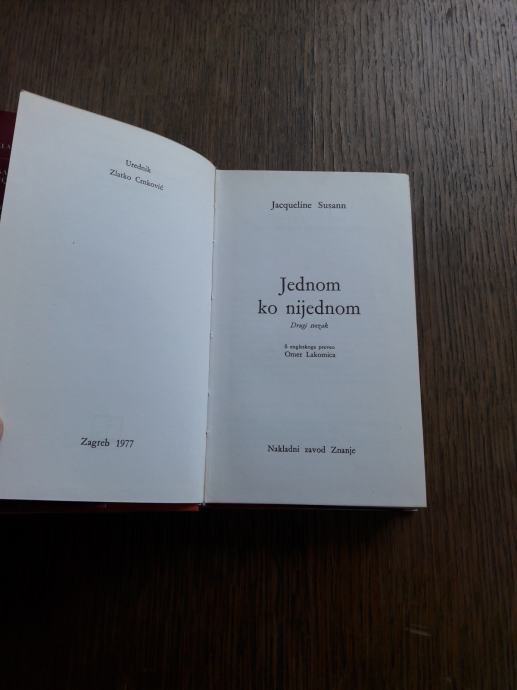 Urednik
Zlatko Crnković
Zagreb 1977
Jacqueline Susann
Jednom
ko nijednom
Drugi svezak
S engleskoga preveo
Omer Lakomica
Nakladni zavod Znanje